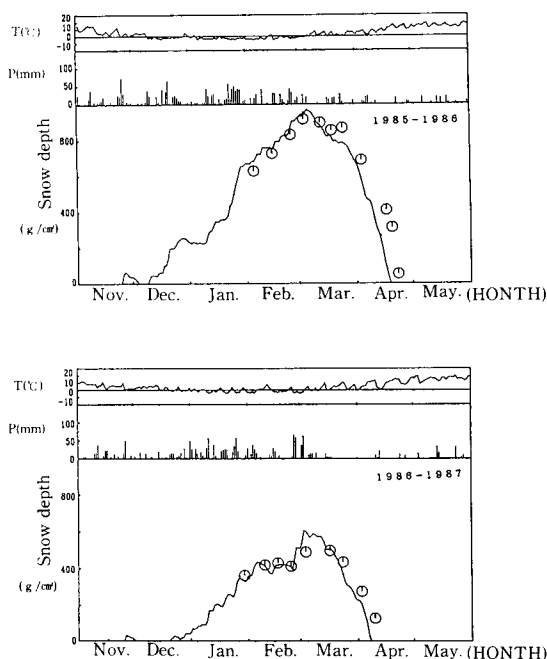 T(℃)
20
10
0
-10
P(mm)
100
50
0
1985-1986
Snow depth
(g/㎠)
800
400
0
Nov. Dec. Jan. Feb. Mar. Apr. May. (HONTH)
T(℃)
20
10
0
-10
P(mm)
100
50
0
1986-1987
Snow depth
(g/㎠)
800
400
0
Nov. Dec. Jan. Feb. Mar. Apr. May. (HONTH)